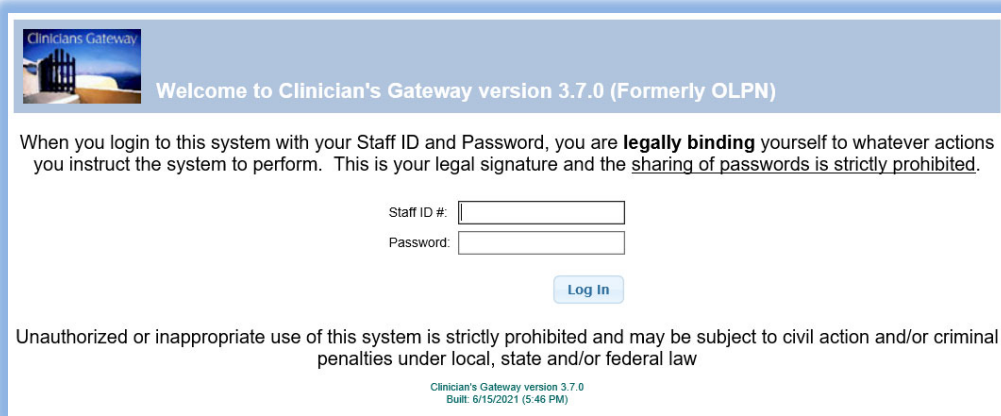 Clinicians Gateway
Welcome to Clinician's Gateway version 3.7.0 (Formerly OLPN)
When you login to this system with your Staff ID and Password, you are legally binding yourself to whatever actions
you instruct the system to perform. This is your legal signature and the sharing of passwords is strictly prohibited.
Staff ID #:
Password:
Log In
Unauthorized or inappropriate use of this system is strictly prohibited and may be subject to civil action and/or criminal
penalties under local, state and/or federal law
Clinician's Gateway version 3.7.0
Built: 6/15/2021 (5:46 PM)